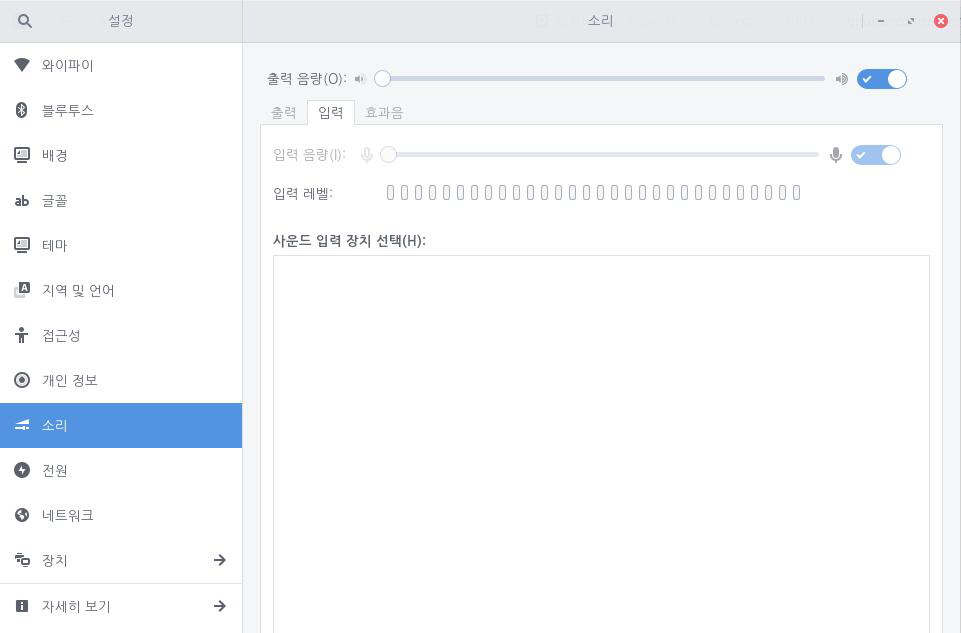 설정
소리
와이파이
블루투스
배경
ab 글꼴
테마
A 지역 및 언어
접근성
개인 정보
소리
전원
네트워크
장치
자세히 보기
출력 음량(O):
출력 입력 효과음
입력 음량(I):
입력 레벨:
사운드 입력 장치 선택(H):